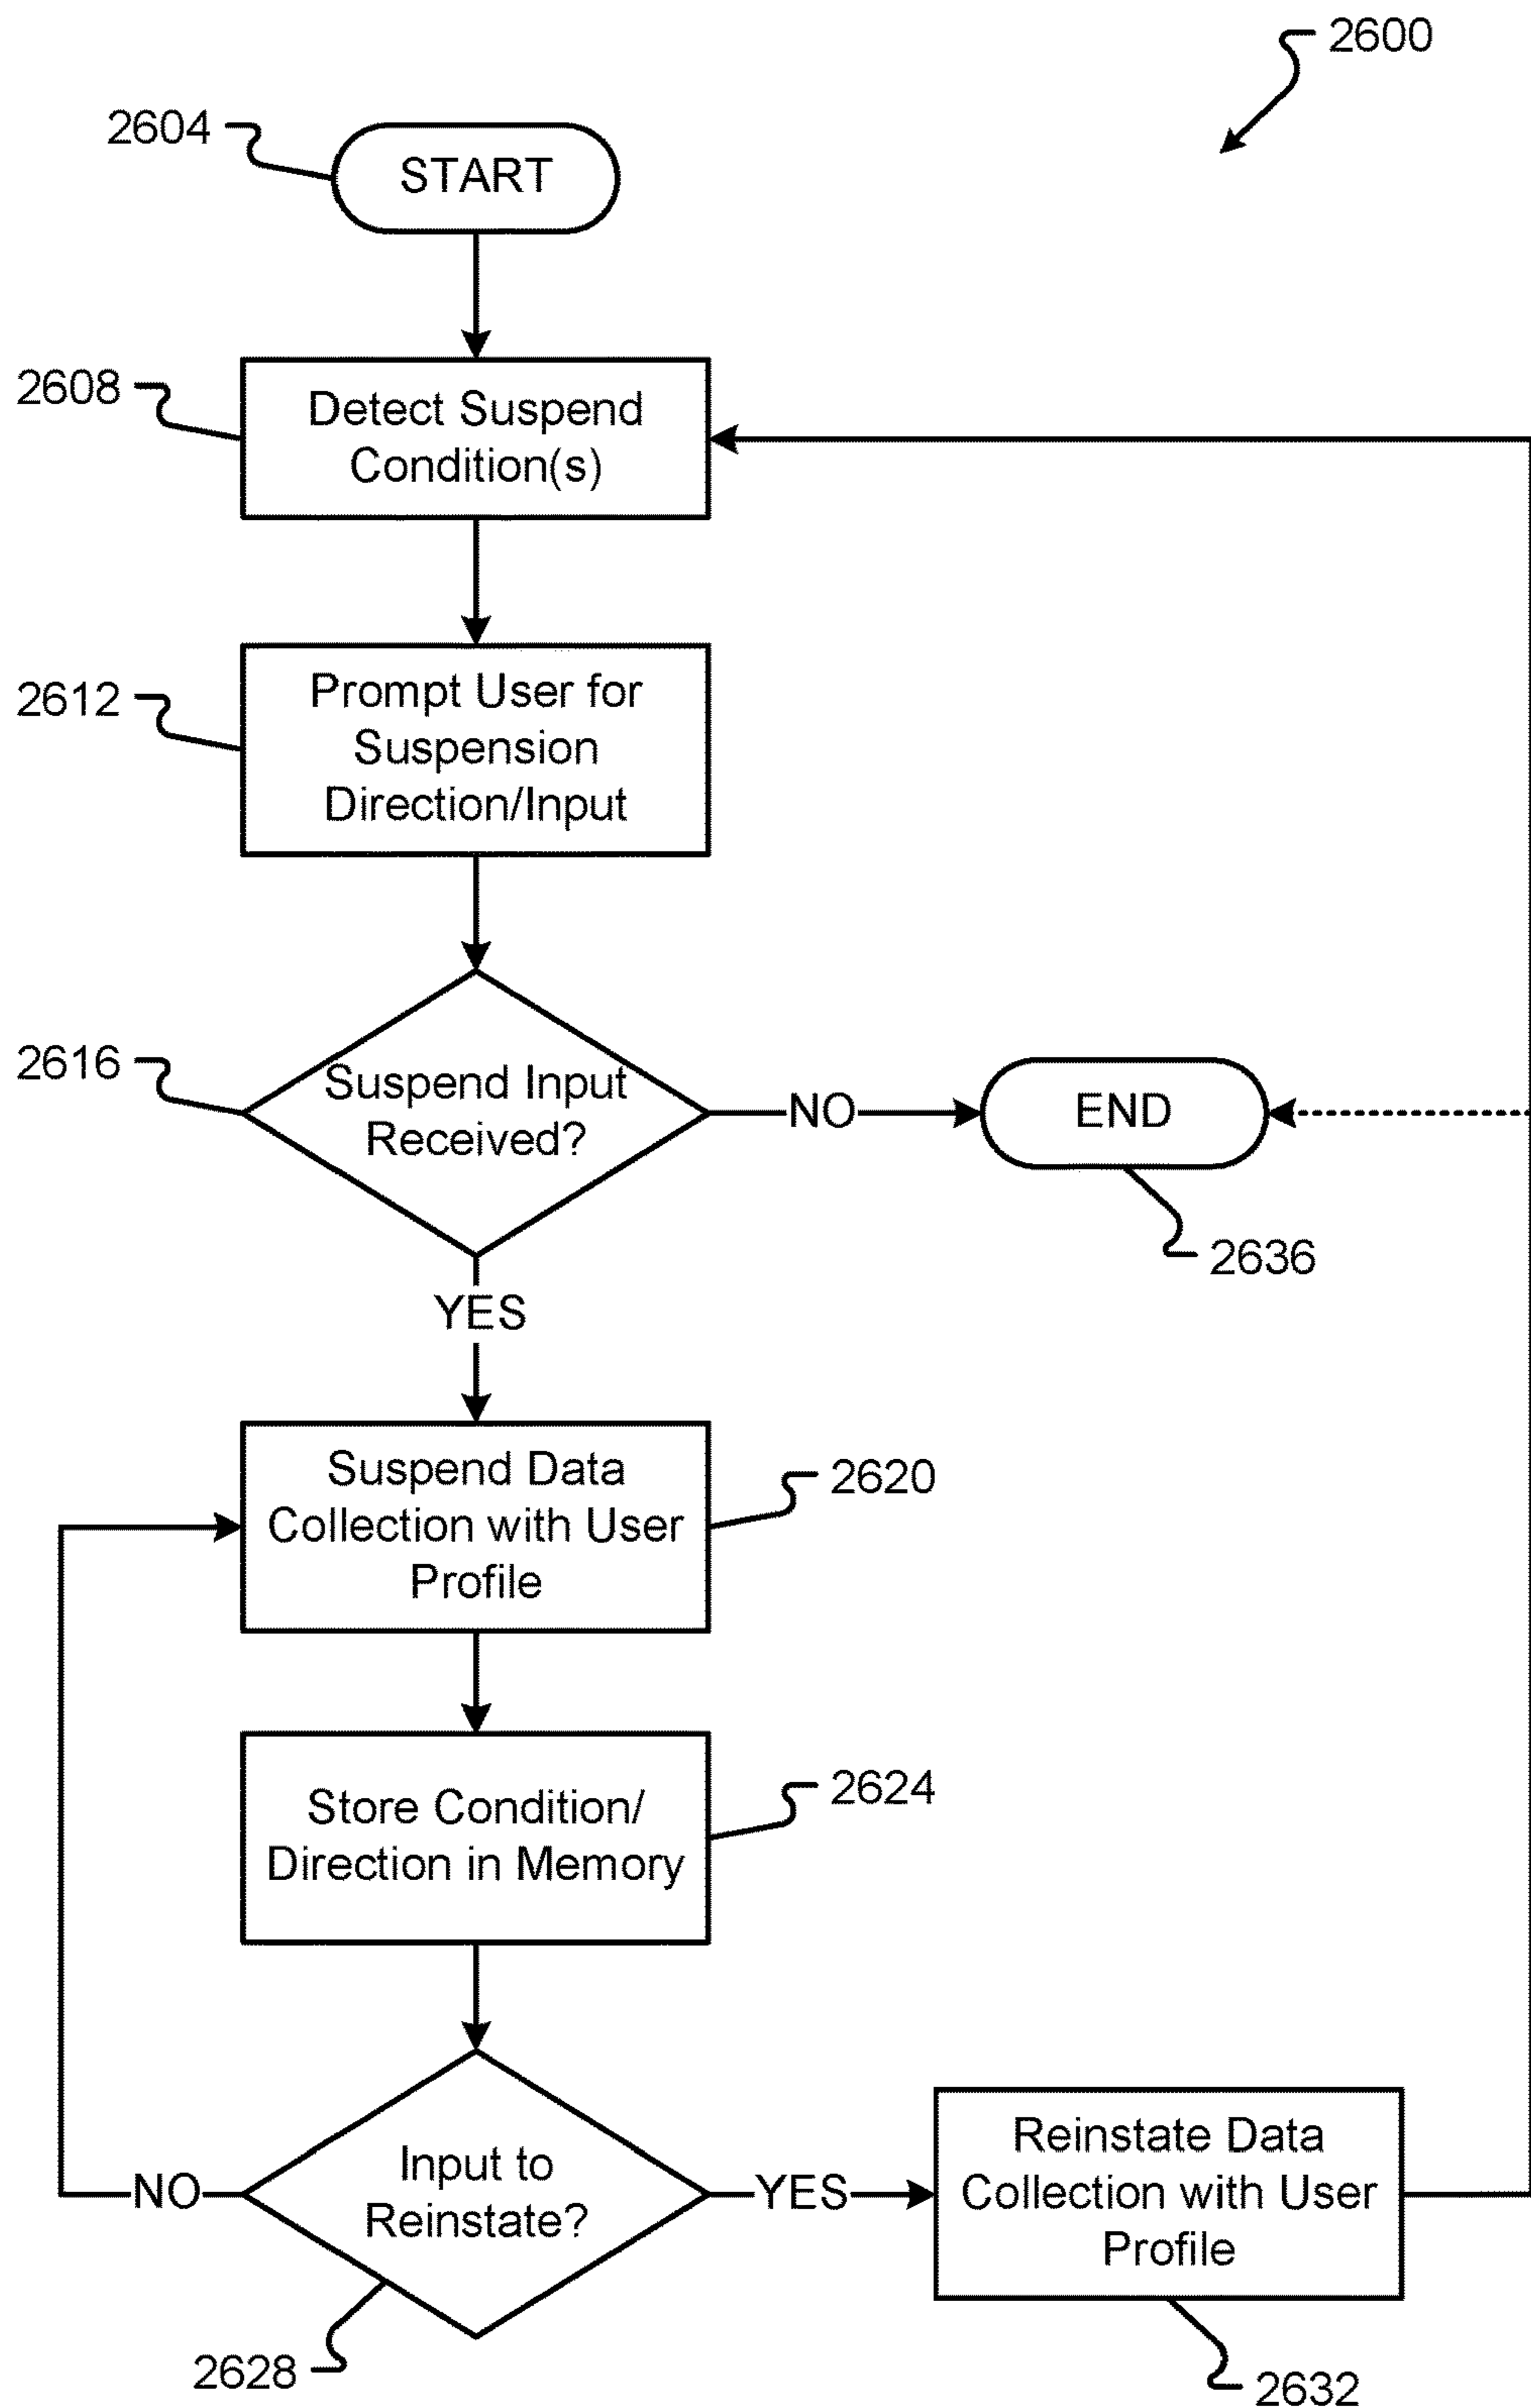 2600
2604
START
2608
Detect Suspend
Condition(s)
2612
Prompt User for
Suspension
Direction/Input
2616
Suspend Input
Received?
NO
END
2636
YES
Suspend Data
Collection with User
Profile
2620
Store Condition/
Direction in Memory
2624
Input to
Reinstate?
NO
YES
2628
Reinstate Data
Collection with User
Profile
2632